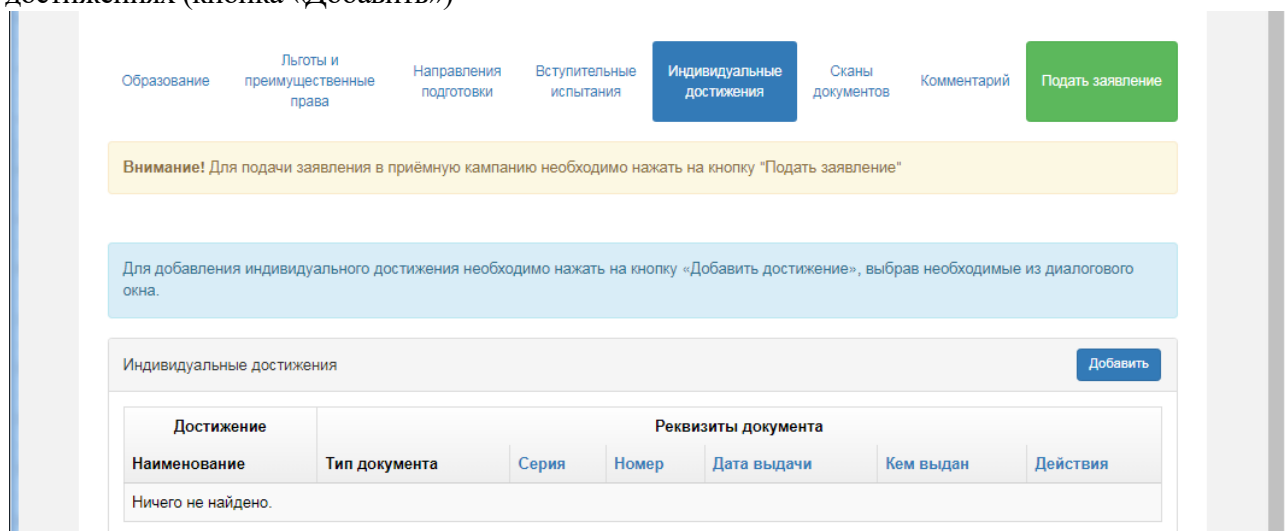 достижениях (кнопка «Добавить»)
Образование
Льготы и
преимущественные
права
Направления
подготовки
Вступительные
испытания
Индивидуальные
достижения
Сканы
документов
Комментарий
Подать заявление
Внимание! Для подачи заявления в приёмную кампанию необходимо нажать на кнопку "Подать заявление"
Для добавления индивидуального достижения необходимо нажать на кнопку «Добавить достижение», выбрав необходимые из диалогового
окна.
Индивидуальные достижения
Добавить
Достижение Реквизиты документа
Наименование Тип документа Серия Номер Дата выдачи Кем выдан Действия
Ничего не найдено.